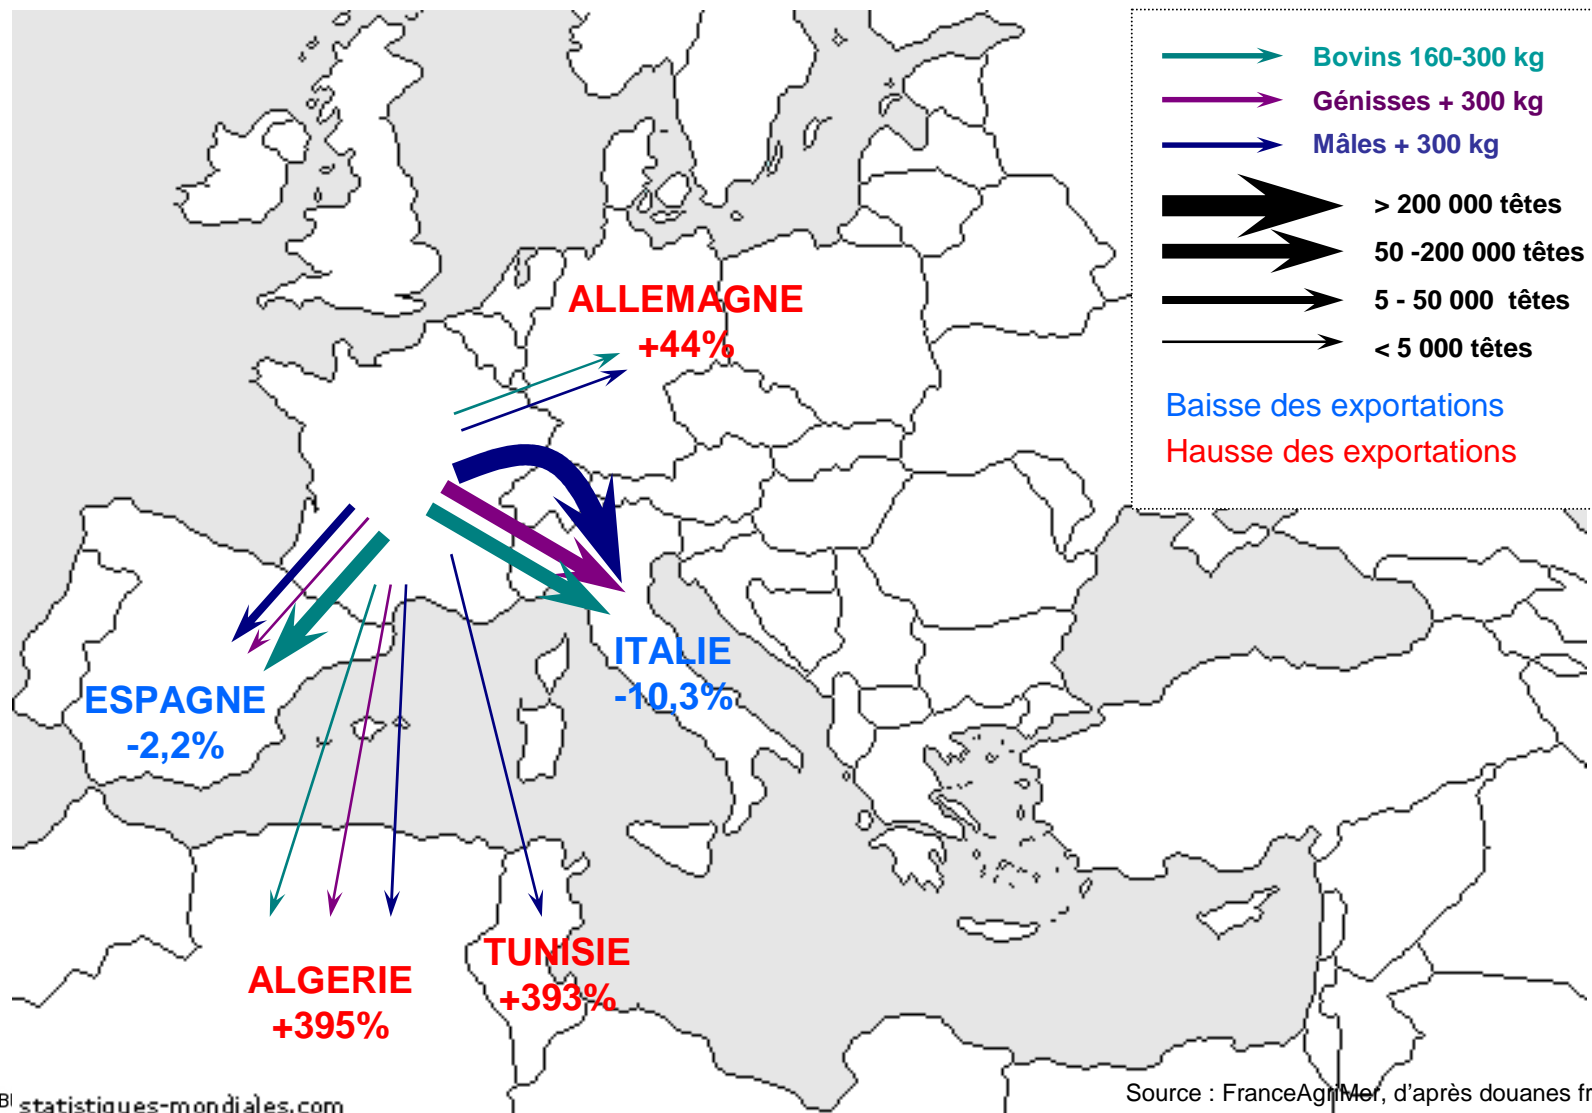 Bovins 160-300 kg
Génisses + 300 kg
Mâles + 300 kg
> 200 000 têtes
50 -200 000 têtes
5 - 50 000 têtes
< 5 000 têtes
Baisse des exportations
Hausse des exportations
ALLEMAGNE
+44%
ITALIE
-10,3%
ESPAGNE
-2,2%
TUNISIE
+393%
ALGERIE
+395%
statistiques-mondiales.com
Source : FranceAgriMer, d'après douanes fr